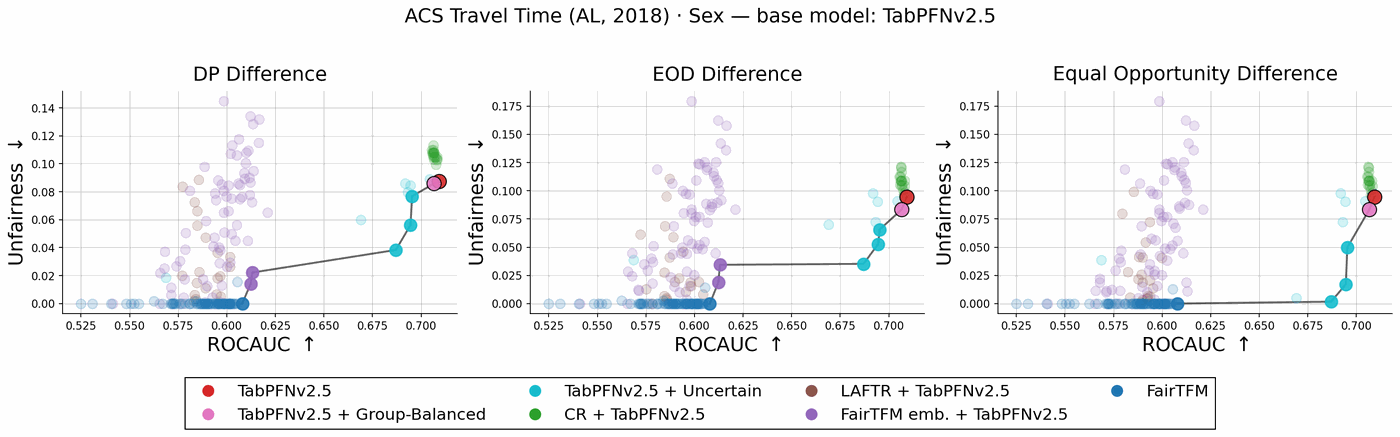 ACS Travel Time (AL, 2018) · Sex — base model: TabPFNv2.5
DP Difference
EOD Difference
Equal Opportunity Difference
Unfairness ↓
0.14
0.12
0.10
0.08
0.06
0.04
0.02
0.00
0.525 0.550 0.575 0.600 0.625 0.650 0.675 0.700
ROCAUC ↑
Unfairness ↓
0.175
0.150
0.125
0.100
0.075
0.050
0.025
0.000
0.525 0.550 0.575 0.600 0.625 0.650 0.675 0.700
ROCAUC ↑
Unfairness ↓
0.175
0.150
0.125
0.100
0.075
0.050
0.025
0.000
0.525 0.550 0.575 0.600 0.625 0.650 0.675 0.700
ROCAUC ↑
TabPFNv2.5
TabPFNv2.5 + Group-Balanced
TabPFNv2.5 + Uncertain
CR + TabPFNv2.5
LAFTR + TabPFNv2.5
FairTFM emb. + TabPFNv2.5
FairTFM